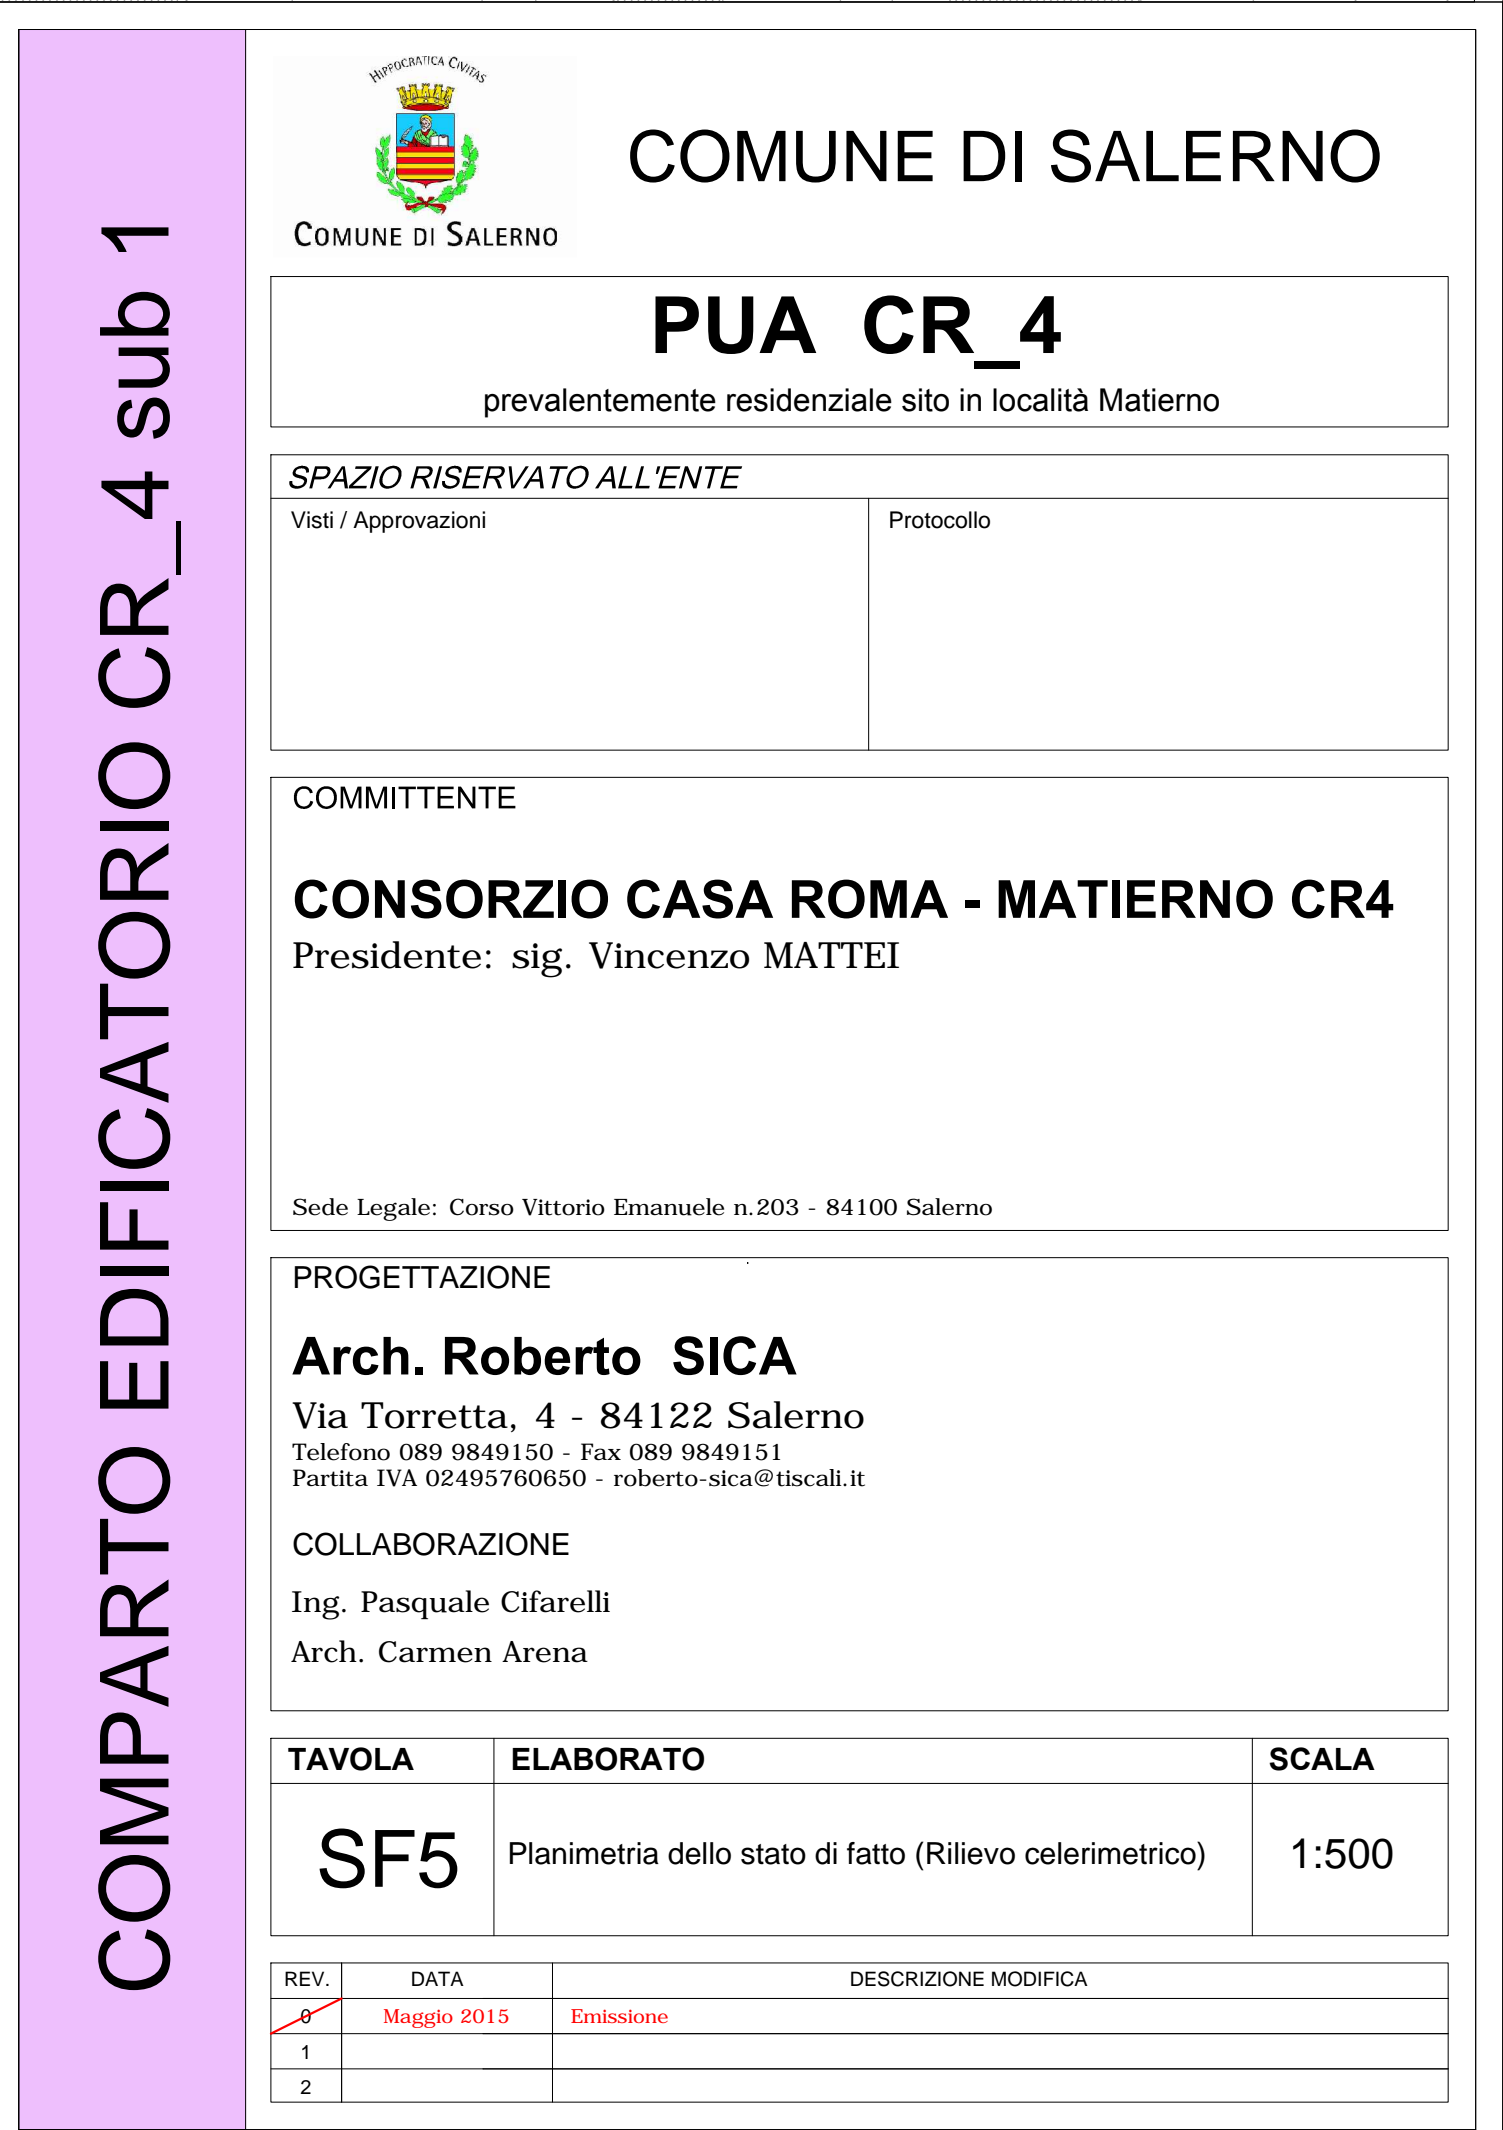 COMPARTO EDIFICATORIO CR_4 sub 1
HIPPOCRATICA CIVITAS
COMUNE DI SALERNO
COMUNE DI SALERNO
PUA CR_4
prevalentemente residenziale sito in località Matierno
SPAZIO RISERVATO ALL'ENTE
Visti / Approvazioni
Protocollo
COMMITTENTE
CONSORZIO CASA ROMA - MATIERNO CR4
Presidente: sig. Vincenzo MATTEI
Sede Legale: Corso Vittorio Emanuele n.203 - 84100 Salerno
PROGETTAZIONE
Arch. Roberto SICA
Via Torretta, 4 - 84122 Salerno
Telefono 089 9849150 - Fax 089 9849151
Partita IVA 02495760650 - roberto-sica@tiscali.it
COLLABORAZIONE
Ing. Pasquale Cifarelli
Arch. Carmen Arena
TAVOLA ELABORATO SCALA
SF5 Planimetria dello stato di fatto (Rilievo celerimetrico) 1:500
REV. DATA DESCRIZIONE MODIFICA
0 Maggio 2015 Emissione
1
2